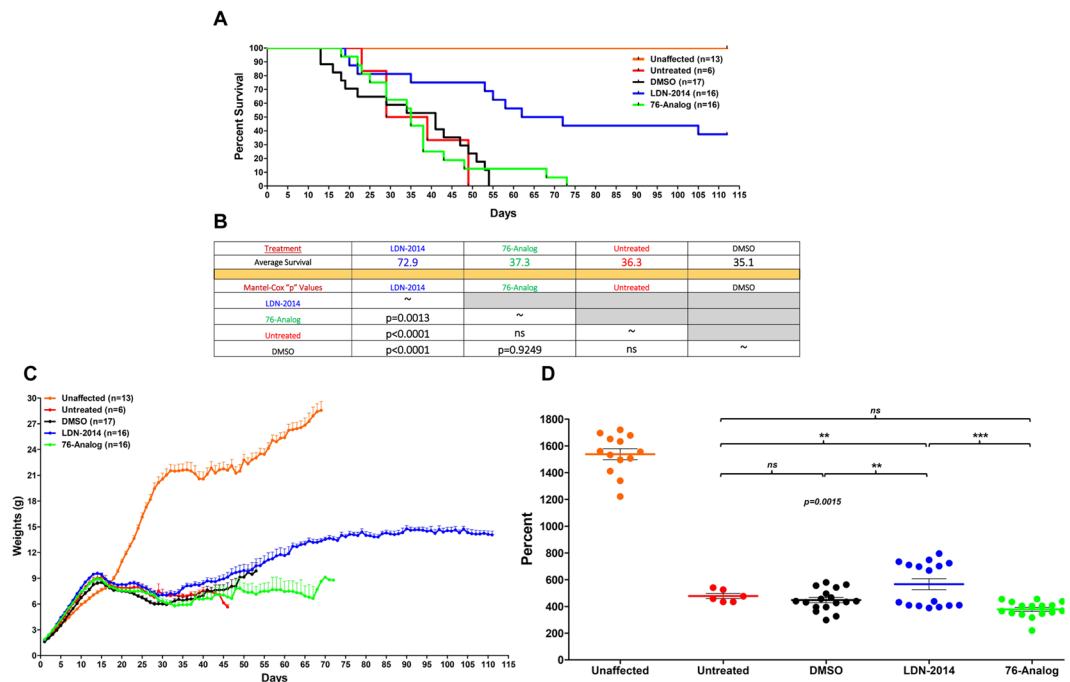 A
Percent Survival
100
90
80
70
60
50
40
30
20
10
0
0 5 10 15 20 25 30 35 40 45 50 55 60 65 70 75 80 85 90 95 100 105 110 115
Days
Unaffected (n=13)
Untreated (n=6)
DMSO (n=17)
LDN-2014 (n=16)
76-Analog (n=16)
B
Treatment LDN-2014 76-Analog Untreated DMSO
Average Survival 72.9 37.3 36.3 35.1
Mantel-Cox "p" Values LDN-2014 76-Analog Untreated DMSO
LDN-2014 ~
76-Analog p=0.0013 ~
Untreated p<0.0001 ns ~
DMSO p<0.0001 p=0.9249 ns ~
C
Weights (g)
30
27
24
21
18
15
12
9
6
3
0
0 5 10 15 20 25 30 35 40 45 50 55 60 65 70 75 80 85 90 95 100 105 110 115
Days
Unaffected (n=13)
Untreated (n=6)
DMSO (n=17)
LDN-2014 (n=16)
76-Analog (n=16)
D
Percent
1800
1600
1400
1200
1000
800
600
400
200
0
ns
** ***
ns **
p=0.0015
Unaffected Untreated DMSO LDN-2014 76-Analog